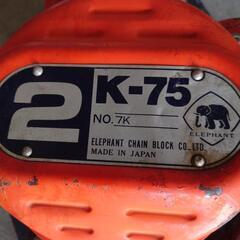 2
K-75
NO. 7K
ELEPHANT
ELEPHANT CHAIN BLOCK CO.,LTD.
MADE IN JAPAN